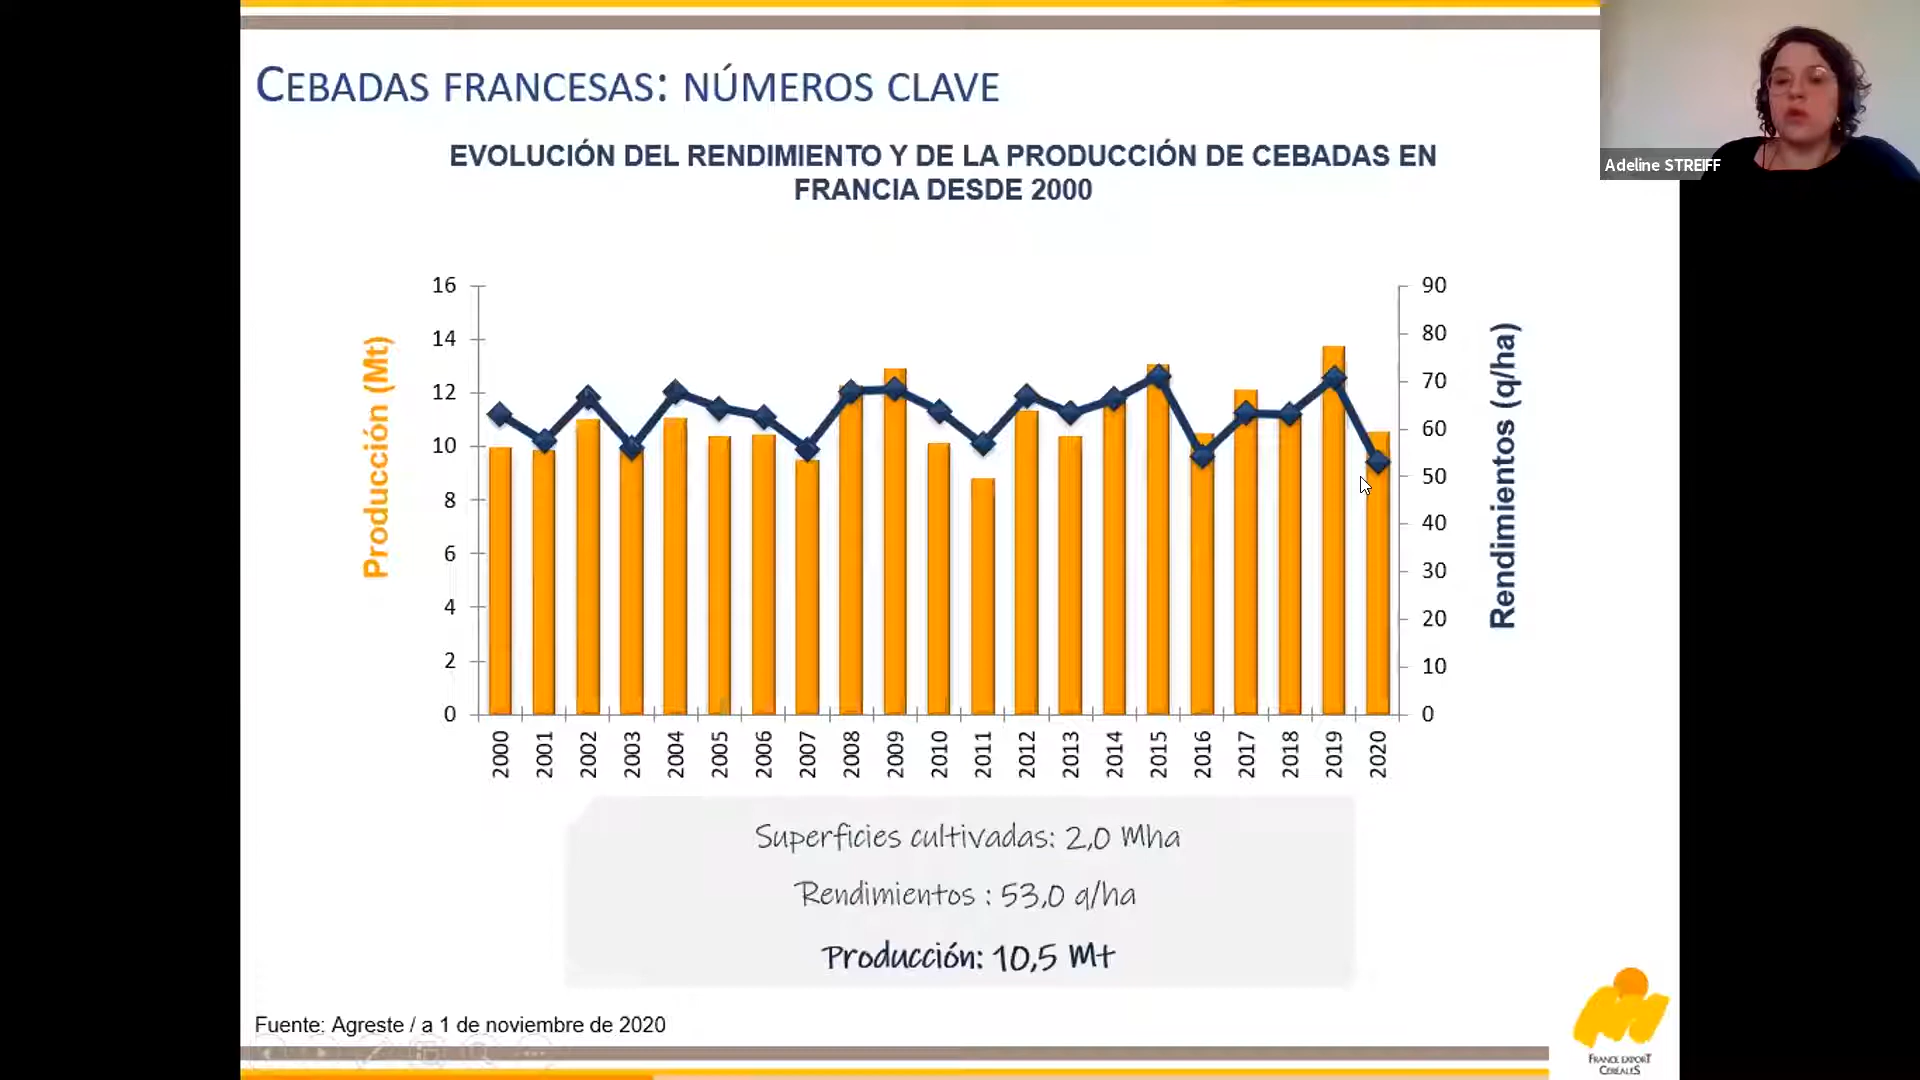 CEBADAS FRANCESAS: NÚMEROS CLAVE
Adeline STREIFF
EVOLUCIÓN DEL RENDIMIENTO Y DE LA PRODUCCIÓN DE CEBADAS EN
FRANCIA DESDE 2000
Producción (Mt)
16
14
12
10
8
6
4
2
0
90
80
70
60
50
40
30
20
10
0
Rendimientos (q/ha)
2000 2001 2002 2003 2004 2005 2006 2007 2008 2009 2010 2011 2012 2013 2014 2015 2016 2017 2018 2019 2020
Superficies cultivadas: 2,0 Mha
Rendimientos : 53,0 q/ha
Producción: 10,5 Mt
Fuente: Agreste / a 1 de noviembre de 2020
FRANCE EXPORT
CÉRÉALES